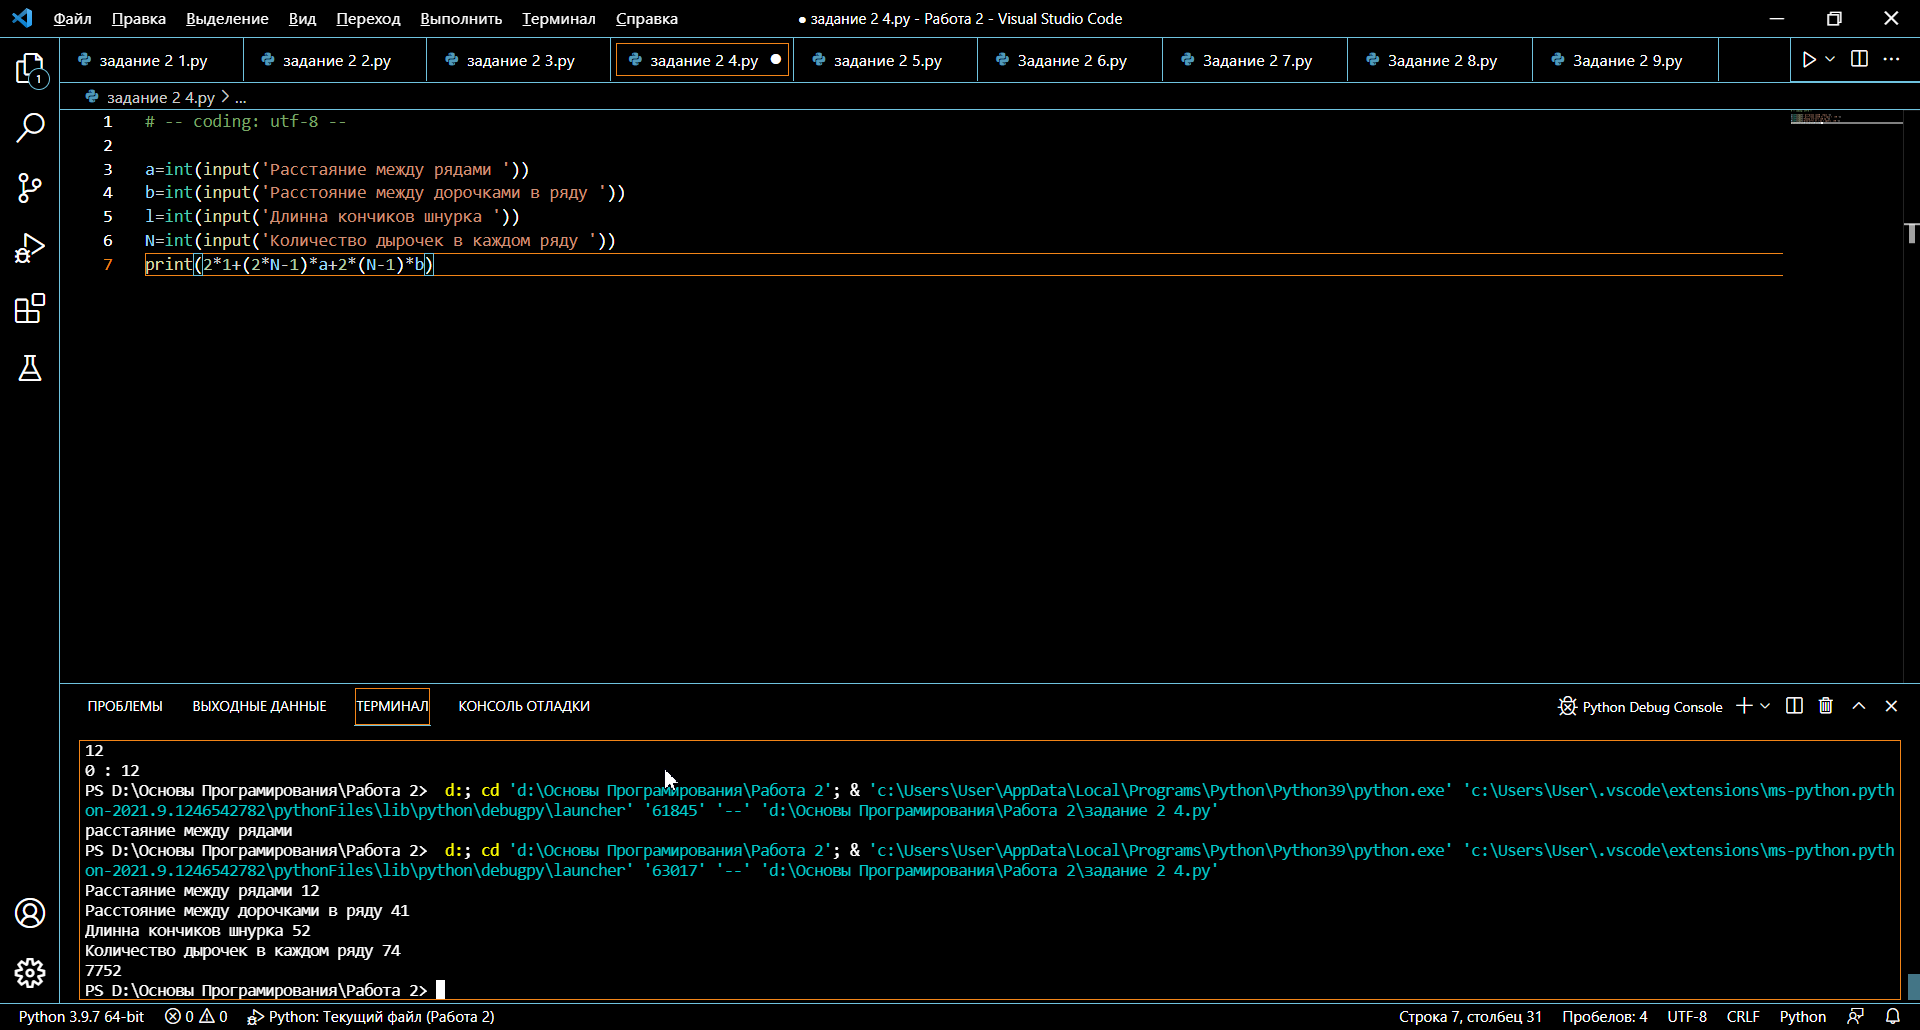 Файл Правка Выделение Вид Переход Выполнить Терминал Справка
● задание 2 4.py - Работа 2 - Visual Studio Code
задание 2 1.py задание 2 2.py задание 2 3.py задание 2 4.py задание 2 5.py Задание 2 6.py Задание 2 7.py Задание 2 8.py Задание 2 9.py
1
задание 2 4.py > ...
1 # -- coding: utf-8 --
2
3 a=int(input('Расстаяние между рядами '))
4 b=int(input('Расстояние между дорочками в ряду '))
5 l=int(input('Длинна кончиков шнурка '))
6 N=int(input('Количество дырочек в каждом ряду '))
7 print(2*1+(2*N-1)*a+2*(N-1)*b)
ПРОБЛЕМЫ ВЫХОДНЫЕ ДАННЫЕ ТЕРМИНАЛ КОНСОЛЬ ОТЛАДКИ
Python Debug Console
12
0 : 12
PS D:\Основы Програмирования\Работа 2>  d:; cd 'd:\Основы Програмирования\Работа 2'; & 'c:\Users\User\AppData\Local\Programs\Python\Python39\python.exe' 'c:\Users\User\.vscode\extensions\ms-python.pyth
on-2021.9.1246542782\pythonFiles\lib\python\debugpy\launcher' '61845' '--' 'd:\Основы Програмирования\Работа 2\задание 2 4.py'
расстаяние между рядами
PS D:\Основы Програмирования\Работа 2>  d:; cd 'd:\Основы Програмирования\Работа 2'; & 'c:\Users\User\AppData\Local\Programs\Python\Python39\python.exe' 'c:\Users\User\.vscode\extensions\ms-python.pyth
on-2021.9.1246542782\pythonFiles\lib\python\debugpy\launcher' '63017' '--' 'd:\Основы Програмирования\Работа 2\задание 2 4.py'
Расстаяние между рядами 12
Расстояние между дорочками в ряду 41
Длинна кончиков шнурка 52
Количество дырочек в каждом ряду 74
7752
PS D:\Основы Програмирования\Работа 2>
Python 3.9.7 64-bit 0 0 Python: Текущий файл (Работа 2)
Строка 7, столбец 31 Пробелов: 4 UTF-8 CRLF Python